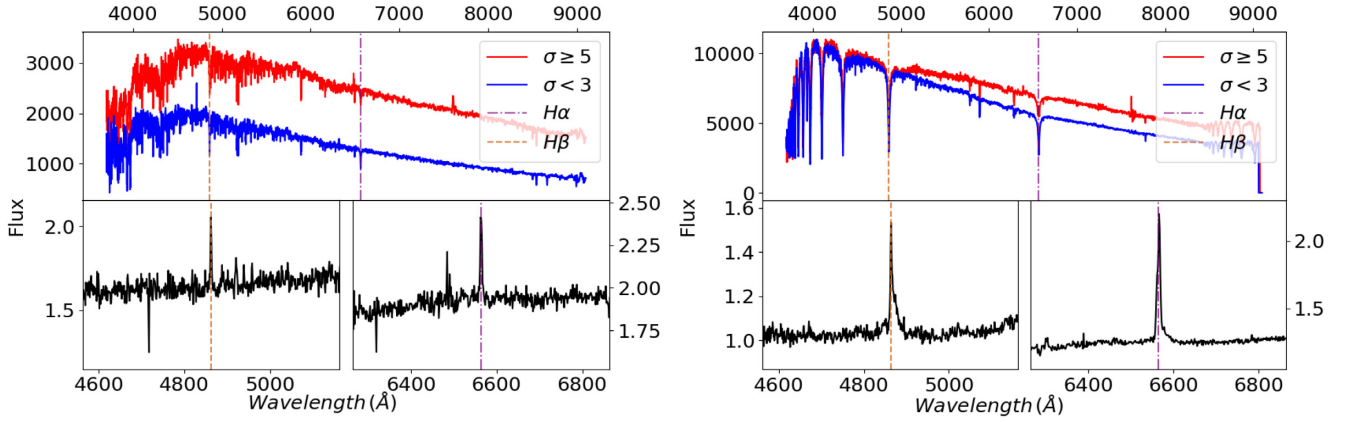 4000 5000 6000 7000 8000 9000
3000
2000
1000
σ ≥ 5
σ < 3
Hα
Hβ
Flux
2.0
1.5
2.50
2.25
2.00
1.75
4600 4800 5000 6400 6600 6800
Wavelength (Å)
4000 5000 6000 7000 8000 9000
10000
5000
0
σ ≥ 5
σ < 3
Hα
Hβ
Flux
1.6
1.4
1.2
1.0
2.0
1.5
4600 4800 5000 6400 6600 6800
Wavelength (Å)